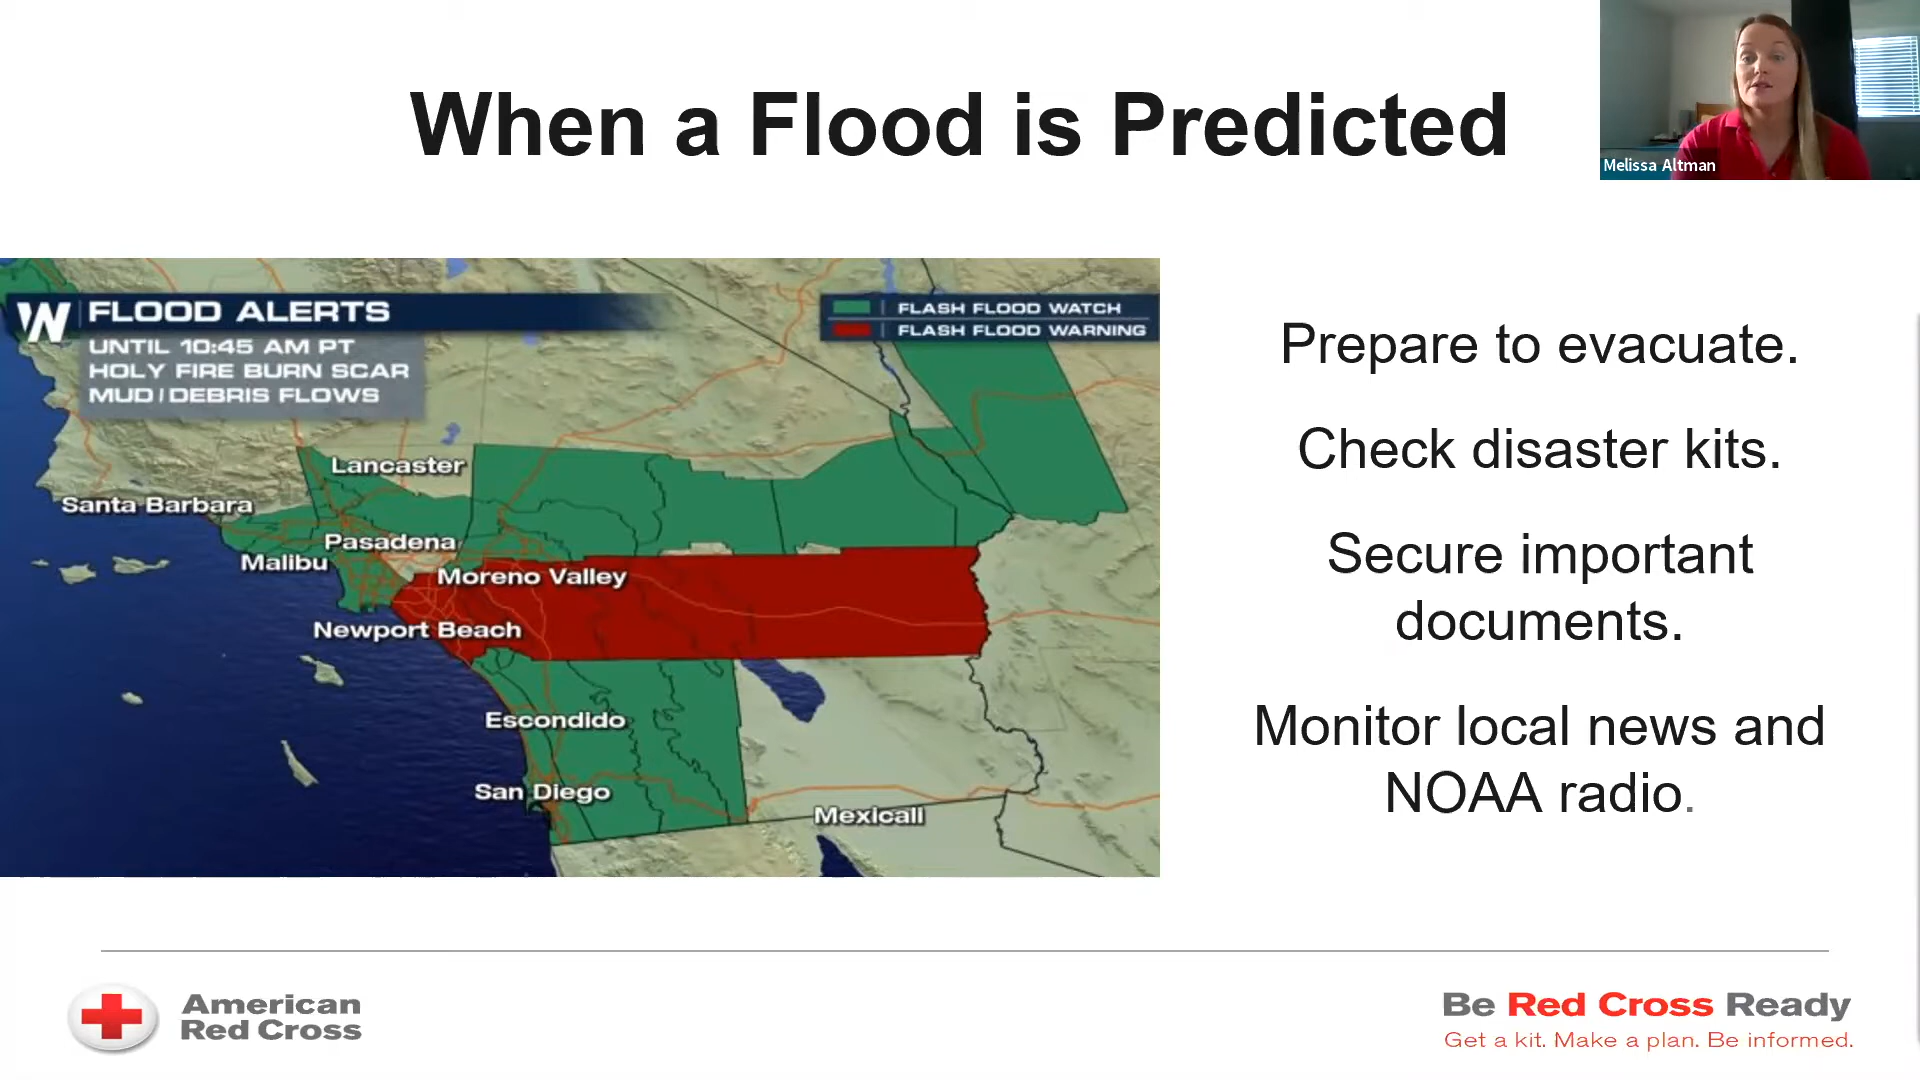 When a Flood is Predicted
Melissa Altman
W FLOOD ALERTS
UNTIL 10:45 AM PT
HOLY FIRE BURN SCAR
MUD|DEBRIS FLOWS
FLASH FLOOD WATCH
FLASH FLOOD WARNING
Lancaster
Santa Barbara
Pasadena
Malibu
Moreno Valley
Newport Beach
Escondido
San Diego
Mexicali
Prepare to evacuate.
Check disaster kits.
Secure important
documents.
Monitor local news and
NOAA radio.
American
Red Cross
Be Red Cross Ready
Get a kit. Make a plan. Be informed.